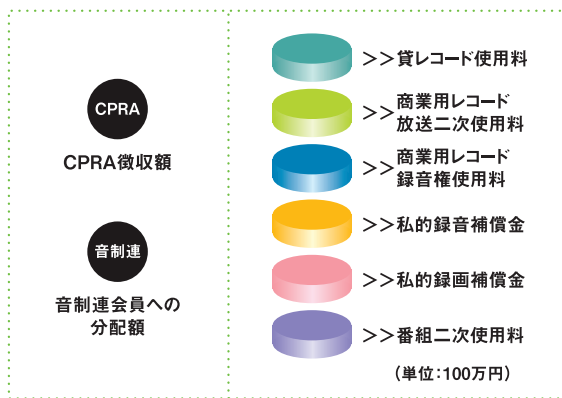 CPRA
CPRA徴収額
音制連
音制連会員への
分配額
>>貸レコード使用料
>>商業用レコード
放送二次使用料
>>商業用レコード
録音権使用料
>>私的録音補償金
>>私的録画補償金
>>番組二次使用料
(単位:100万円)